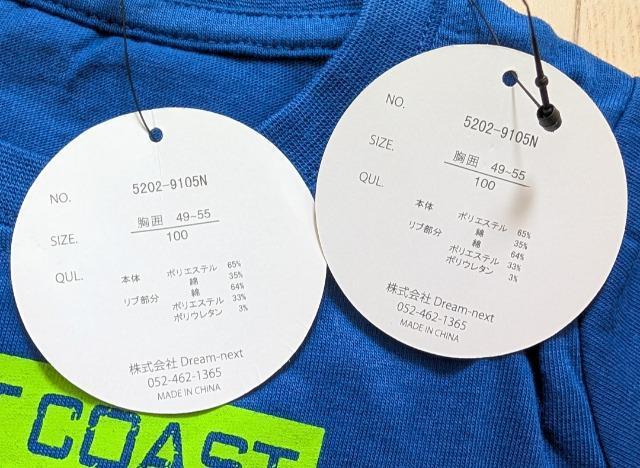 NO. 5202-9105N
SIZE. 胸囲 49~55
100
QUL. 本体 ポリエステル 65%
綿 35%
リブ部分 綿 64%
ポリエステル 33%
ポリウレタン 3%
株式会社 Dream-next
052-462-1365
MADE IN CHINA
NO. 5202-9105N
SIZE. 胸囲 49~55
100
QUL. 本体 ポリエステル 65%
綿 35%
リブ部分 綿 64%
ポリエステル 33%
ポリウレタン 3%
株式会社 Dream-next
052-462-1365
MADE IN CHINA
T COAST